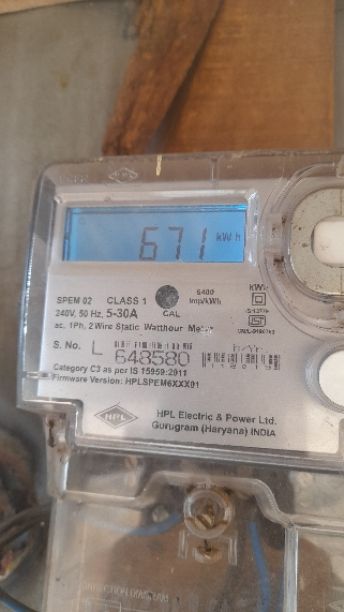 671 kWh
SPEM 02 CLASS 1 6400
240V, 50 Hz, 5-30A CAL imp/kWh
ac, 1Ph, 2 Wire Static Watthour Meter
KWh
S. No. L 648580
Category C3 as per IS 15959:2011
Firmware Version: HPLSPEM6XXX01
HPL
HPL Electric & Power Ltd.
Gurugram (Haryana) INDIA